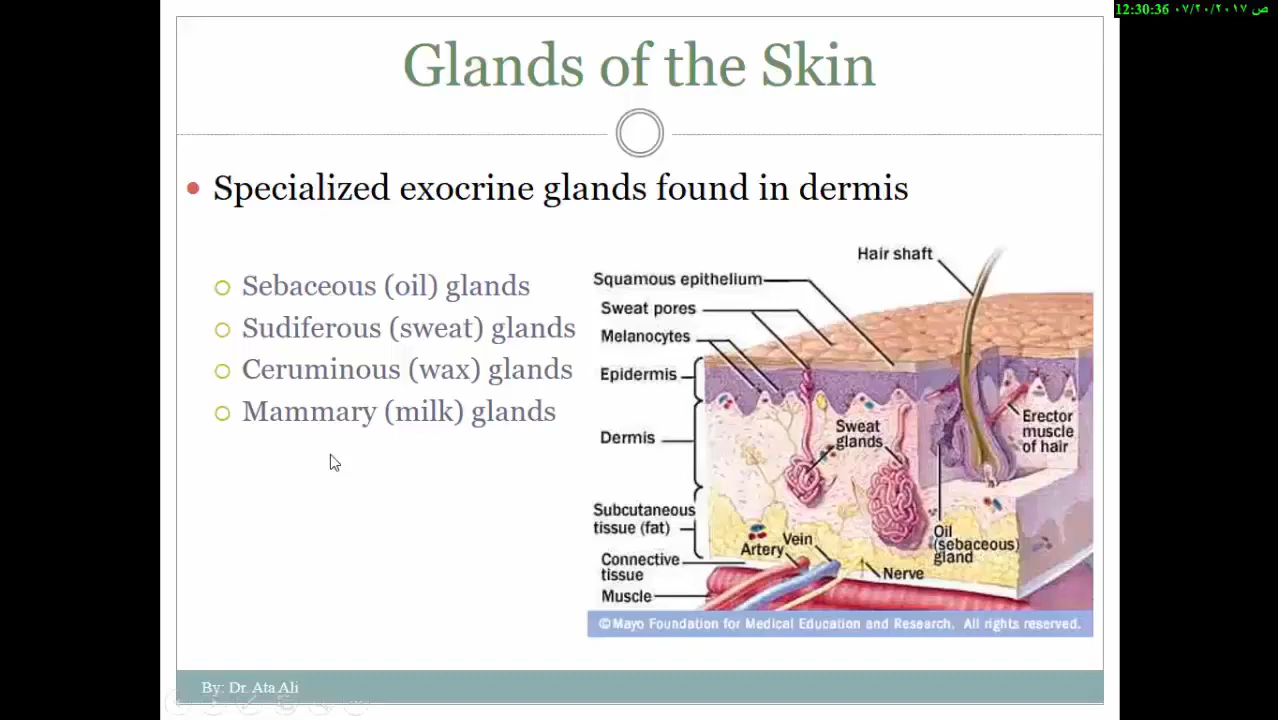 12:30:36 ٠٧/٢٠/٢٠١٧ ص
Glands of the Skin
Specialized exocrine glands found in dermis
Sebaceous (oil) glands
Sudiferous (sweat) glands
Ceruminous (wax) glands
Mammary (milk) glands
Hair shaft
Squamous epithelium
Sweat pores
Melanocytes
Epidermis
Dermis
Sweat
glands
Erector
muscle
of hair
Subcutaneous
tissue (fat)
Oil
(sebaceous)
gland
Vein
Artery
Connective
tissue
Nerve
Muscle
©Mayo Foundation for Medical Education and Research. All rights reserved.
By: Dr. Ata Ali